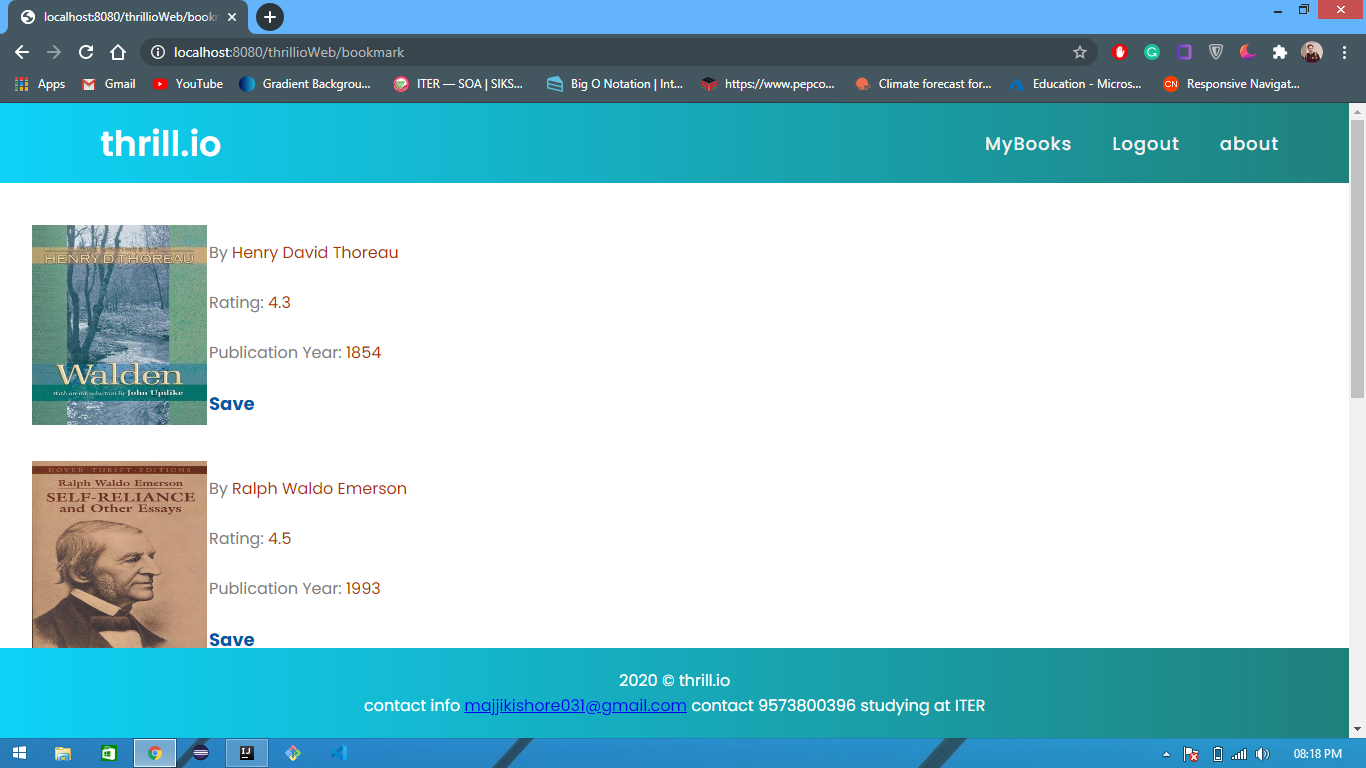 localhost:8080/thrillioWeb/book
localhost:8080/thrillioWeb/bookmark
Apps Gmail YouTube Gradient Backgrou... ITER — SOA | SIKS... Big O Notation | Int... https://www.pepco... Climate forecast for... CN Education - Micros... Responsive Navigat...
thrill.io MyBooks Logout about
HENRY D THOREAU
Walden
With an introduction by John Updike
By Henry David Thoreau
Rating: 4.3
Publication Year: 1854
Save
DOVER · THRIFT · EDITIONS
Ralph Waldo Emerson
SELF-RELIANCE
and Other Essays
By Ralph Waldo Emerson
Rating: 4.5
Publication Year: 1993
Save
2020 © thrill.io
contact info majjikishore031@gmail.com contact 9573800396 studying at ITER
08:18 PM